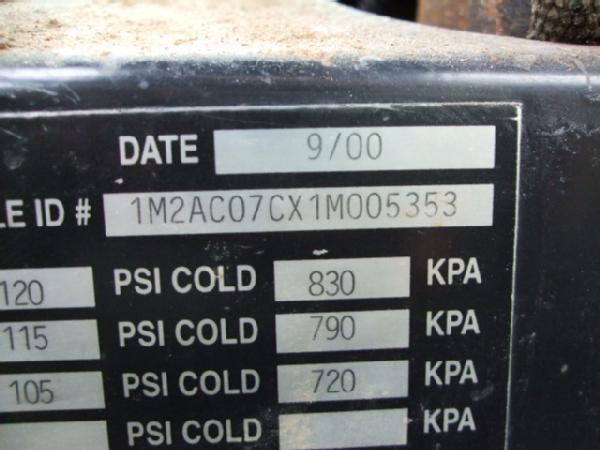 DATE 9/00
LE ID # 1M2AC07CX1M005353
120 PSI COLD 830 KPA
115 PSI COLD 790 KPA
105 PSI COLD 720 KPA
PSI COLD KPA